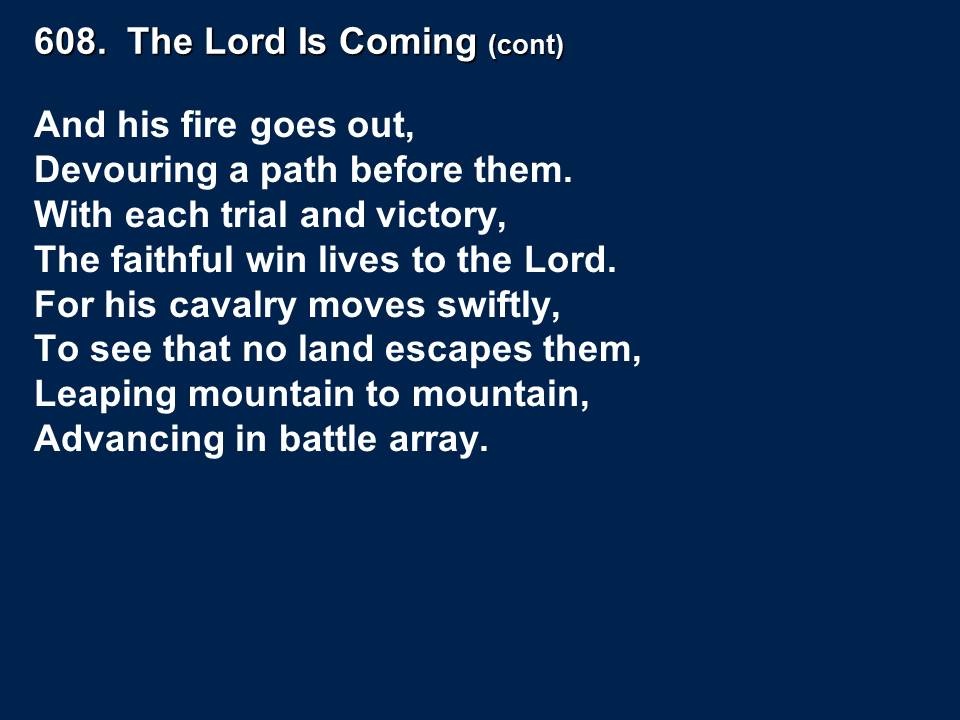 608.  The Lord Is Coming (cont)
And his fire goes out,
Devouring a path before them.
With each trial and victory,
The faithful win lives to the Lord.
For his cavalry moves swiftly,
To see that no land escapes them,
Leaping mountain to mountain,
Advancing in battle array.